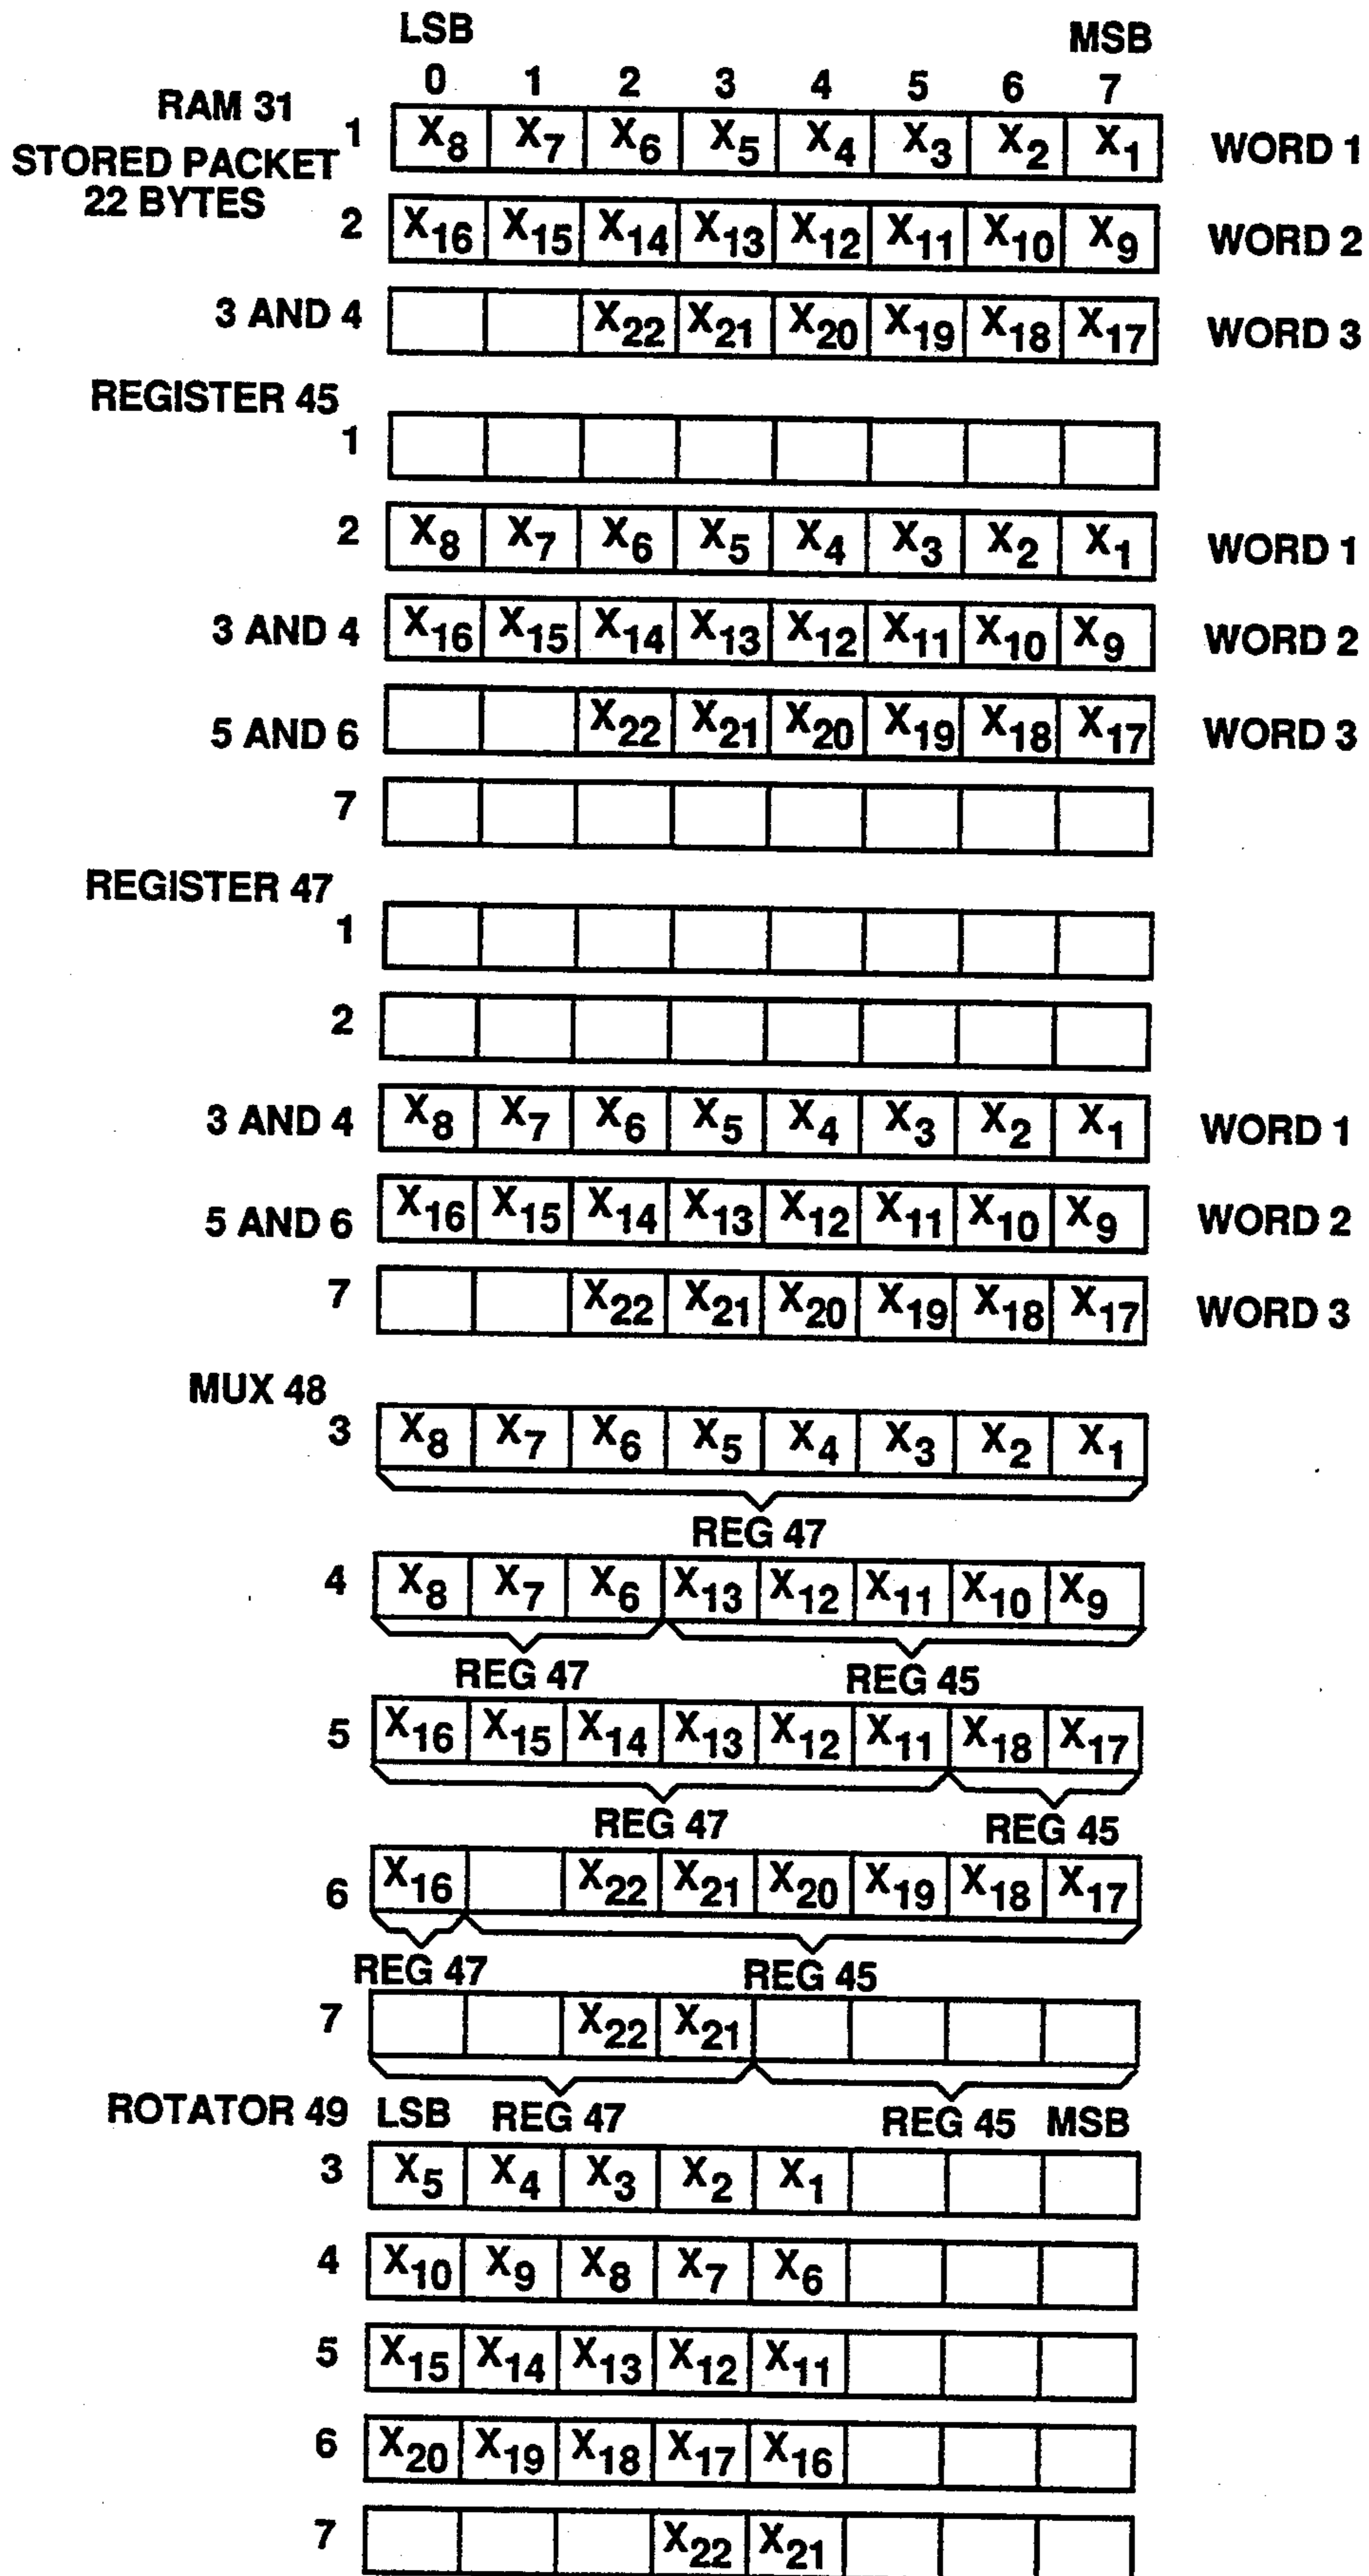 LSB MSB
0 1 2 3 4 5 6 7
RAM 31
STORED PACKET
22 BYTES
1 X8 X7 X6 X5 X4 X3 X2 X1 WORD 1
2 X16 X15 X14 X13 X12 X11 X10 X9 WORD 2
3 AND 4 X22 X21 X20 X19 X18 X17 WORD 3
REGISTER 45
1
2 X8 X7 X6 X5 X4 X3 X2 X1 WORD 1
3 AND 4 X16 X15 X14 X13 X12 X11 X10 X9 WORD 2
5 AND 6 X22 X21 X20 X19 X18 X17 WORD 3
7
REGISTER 47
1
2
3 AND 4 X8 X7 X6 X5 X4 X3 X2 X1 WORD 1
5 AND 6 X16 X15 X14 X13 X12 X11 X10 X9 WORD 2
7 X22 X21 X20 X19 X18 X17 WORD 3
MUX 48
3 X8 X7 X6 X5 X4 X3 X2 X1
REG 47
4 X8 X7 X6 X13 X12 X11 X10 X9
REG 47 REG 45
5 X16 X15 X14 X13 X12 X11 X18 X17
REG 47 REG 45
6 X16 X22 X21 X20 X19 X18 X17
REG 47 REG 45
7 X22 X21
REG 47 REG 45
ROTATOR 49 LSB MSB
3 X5 X4 X3 X2 X1
4 X10 X9 X8 X7 X6
5 X15 X14 X13 X12 X11
6 X20 X19 X18 X17 X16
7 X22 X21